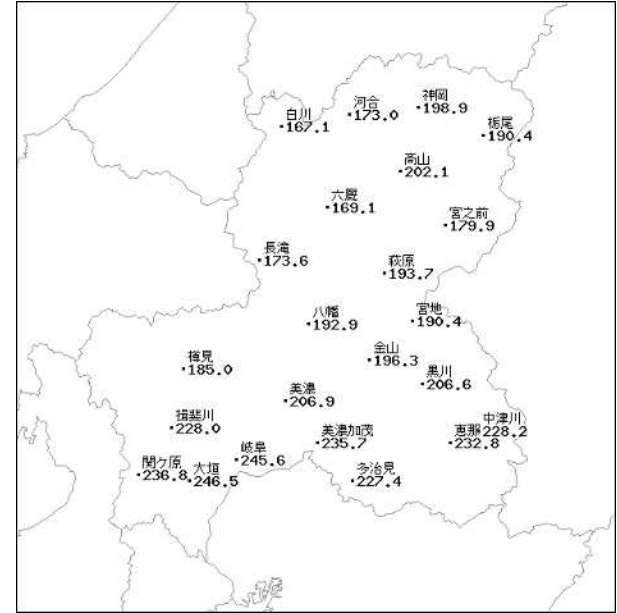 神岡
198.9
河合
173.0
白川
167.1
栃尾
190.4
高山
202.1
六厩
169.1
宮之前
179.9
長滝
173.6
萩原
193.7
八幡
192.9
宮地
190.4
金山
196.3
樽見
185.0
黒川
206.6
美濃
206.9
揖斐川
228.0
美濃加茂
235.7
恵那
232.8
中津川
228.2
岐阜
245.6
関ケ原
236.8
大垣
246.5
多治見
227.4